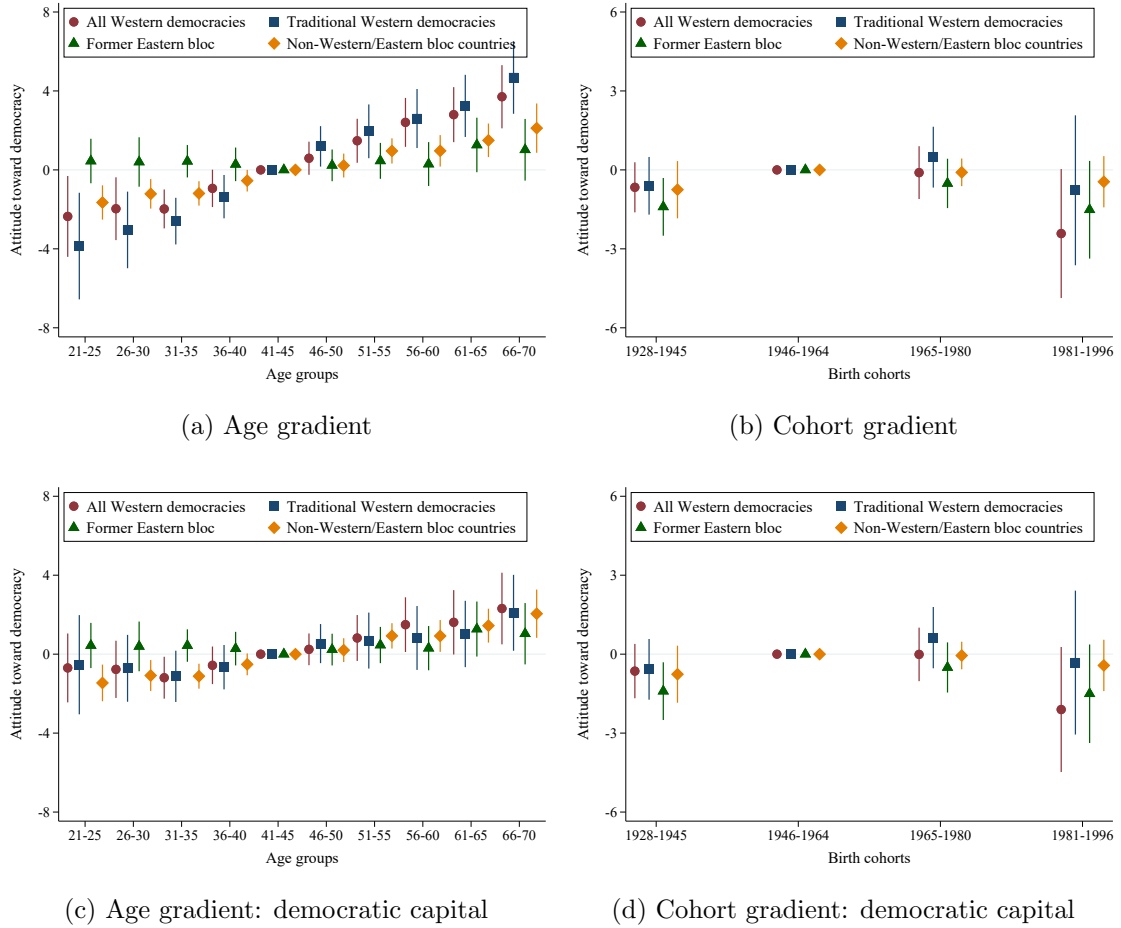 All Western democracies
Traditional Western democracies
Former Eastern bloc
Non-Western/Eastern bloc countries
Attitude toward democracy
8
4
0
-4
-8
21-25 26-30 31-35 36-40 41-45 46-50 51-55 56-60 61-65 66-70
Age groups
(a) Age gradient
All Western democracies
Traditional Western democracies
Former Eastern bloc
Non-Western/Eastern bloc countries
Attitude toward democracy
6
3
0
-3
-6
1928-1945 1946-1964 1965-1980 1981-1996
Birth cohorts
(b) Cohort gradient
All Western democracies
Traditional Western democracies
Former Eastern bloc
Non-Western/Eastern bloc countries
Attitude toward democracy
8
4
0
-4
-8
21-25 26-30 31-35 36-40 41-45 46-50 51-55 56-60 61-65 66-70
Age groups
(c) Age gradient: democratic capital
All Western democracies
Traditional Western democracies
Former Eastern bloc
Non-Western/Eastern bloc countries
Attitude toward democracy
6
3
0
-3
-6
1928-1945 1946-1964 1965-1980 1981-1996
Birth cohorts
(d) Cohort gradient: democratic capital